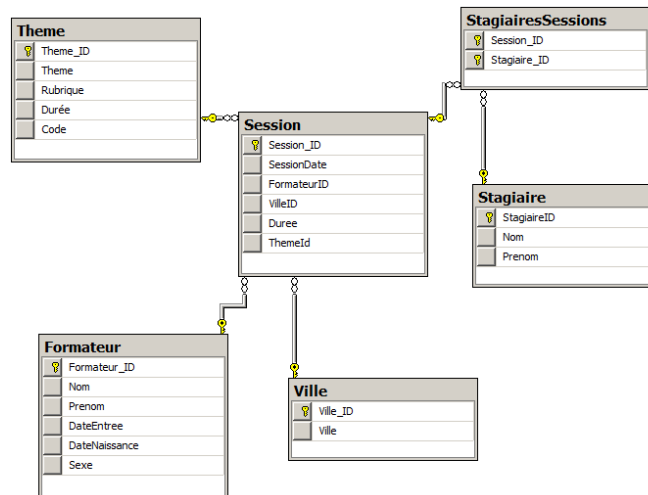 Theme
Theme_ID
Theme
Rubrique
Durée
Code
StagiairesSessions
Session_ID
Stagiaire_ID
Session
Session_ID
SessionDate
FormateurID
VilleID
Duree
ThemeId
Stagiaire
StagiaireID
Nom
Prenom
Formateur
Formateur_ID
Nom
Prenom
DateEntree
DateNaissance
Sexe
Ville
Ville_ID
Ville